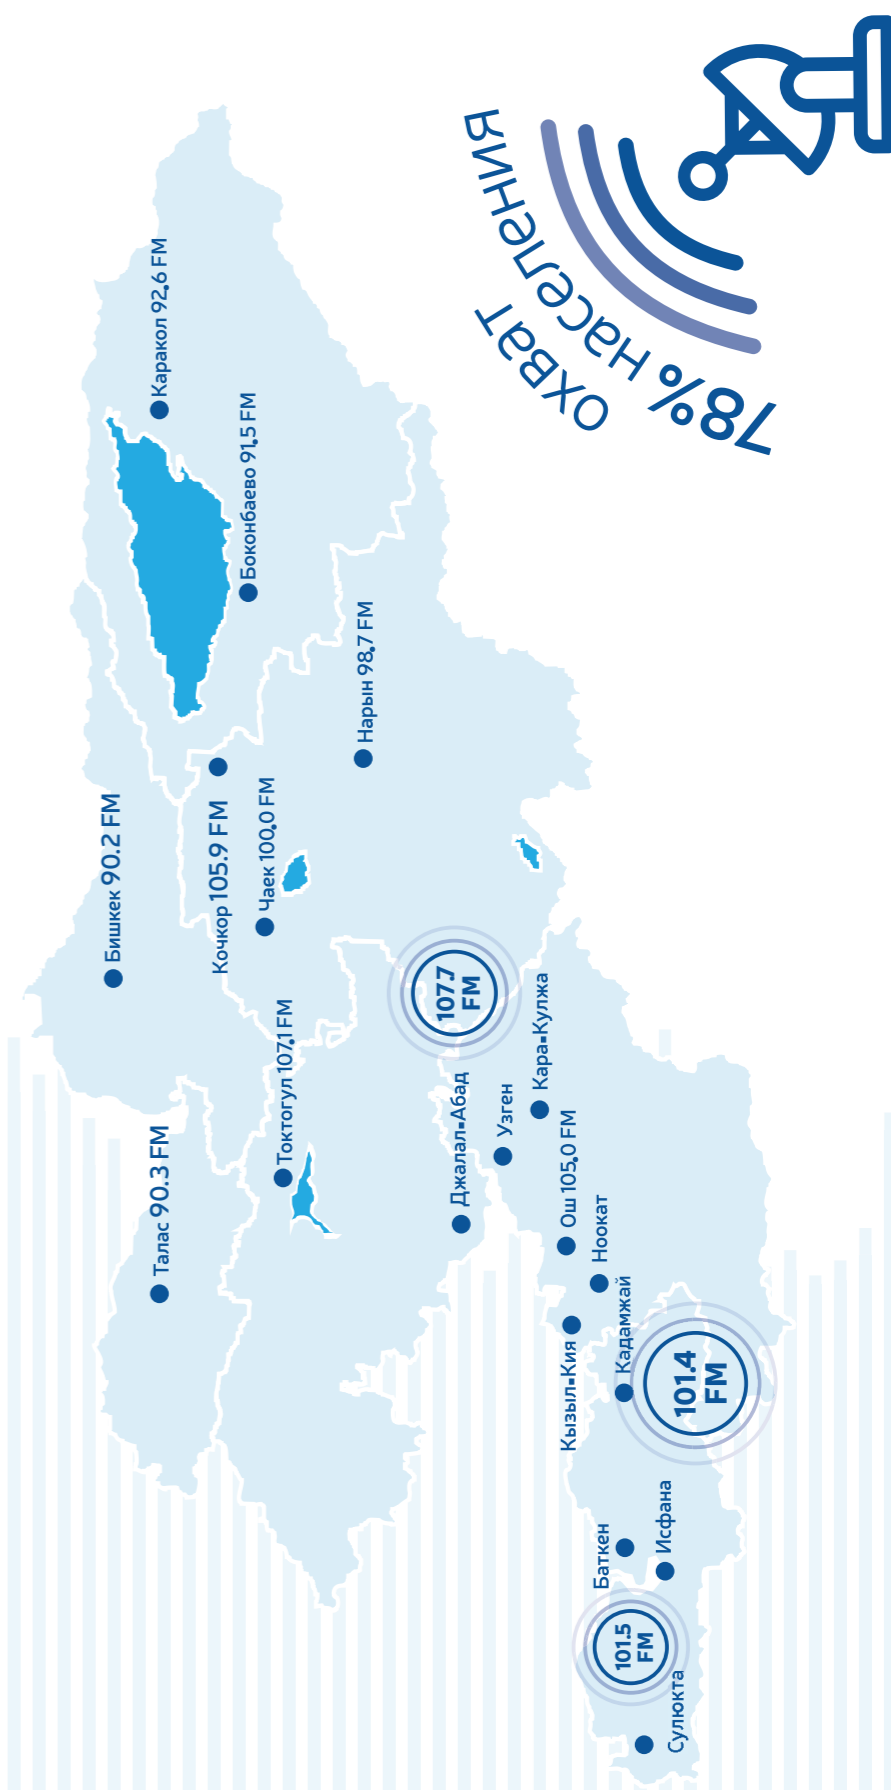 охват
78% населения
Каракол 92.6 FM
Боконбаево 91.5 FM
Нарын 98.7 FM
Бишкек 90.2 FM
Кочкор 105.9 FM
Чаек 100.0 FM
107.7
FM
Токтогул 107.1 FM
Талас 90.3 FM
Джалал-Абад
Узген
Кара-Кулжа
Ош 105.0 FM
Ноокат
Кадамжай
Кызыл-Кия
101.4
FM
Баткен
Исфана
101.5
FM
Сулюкта